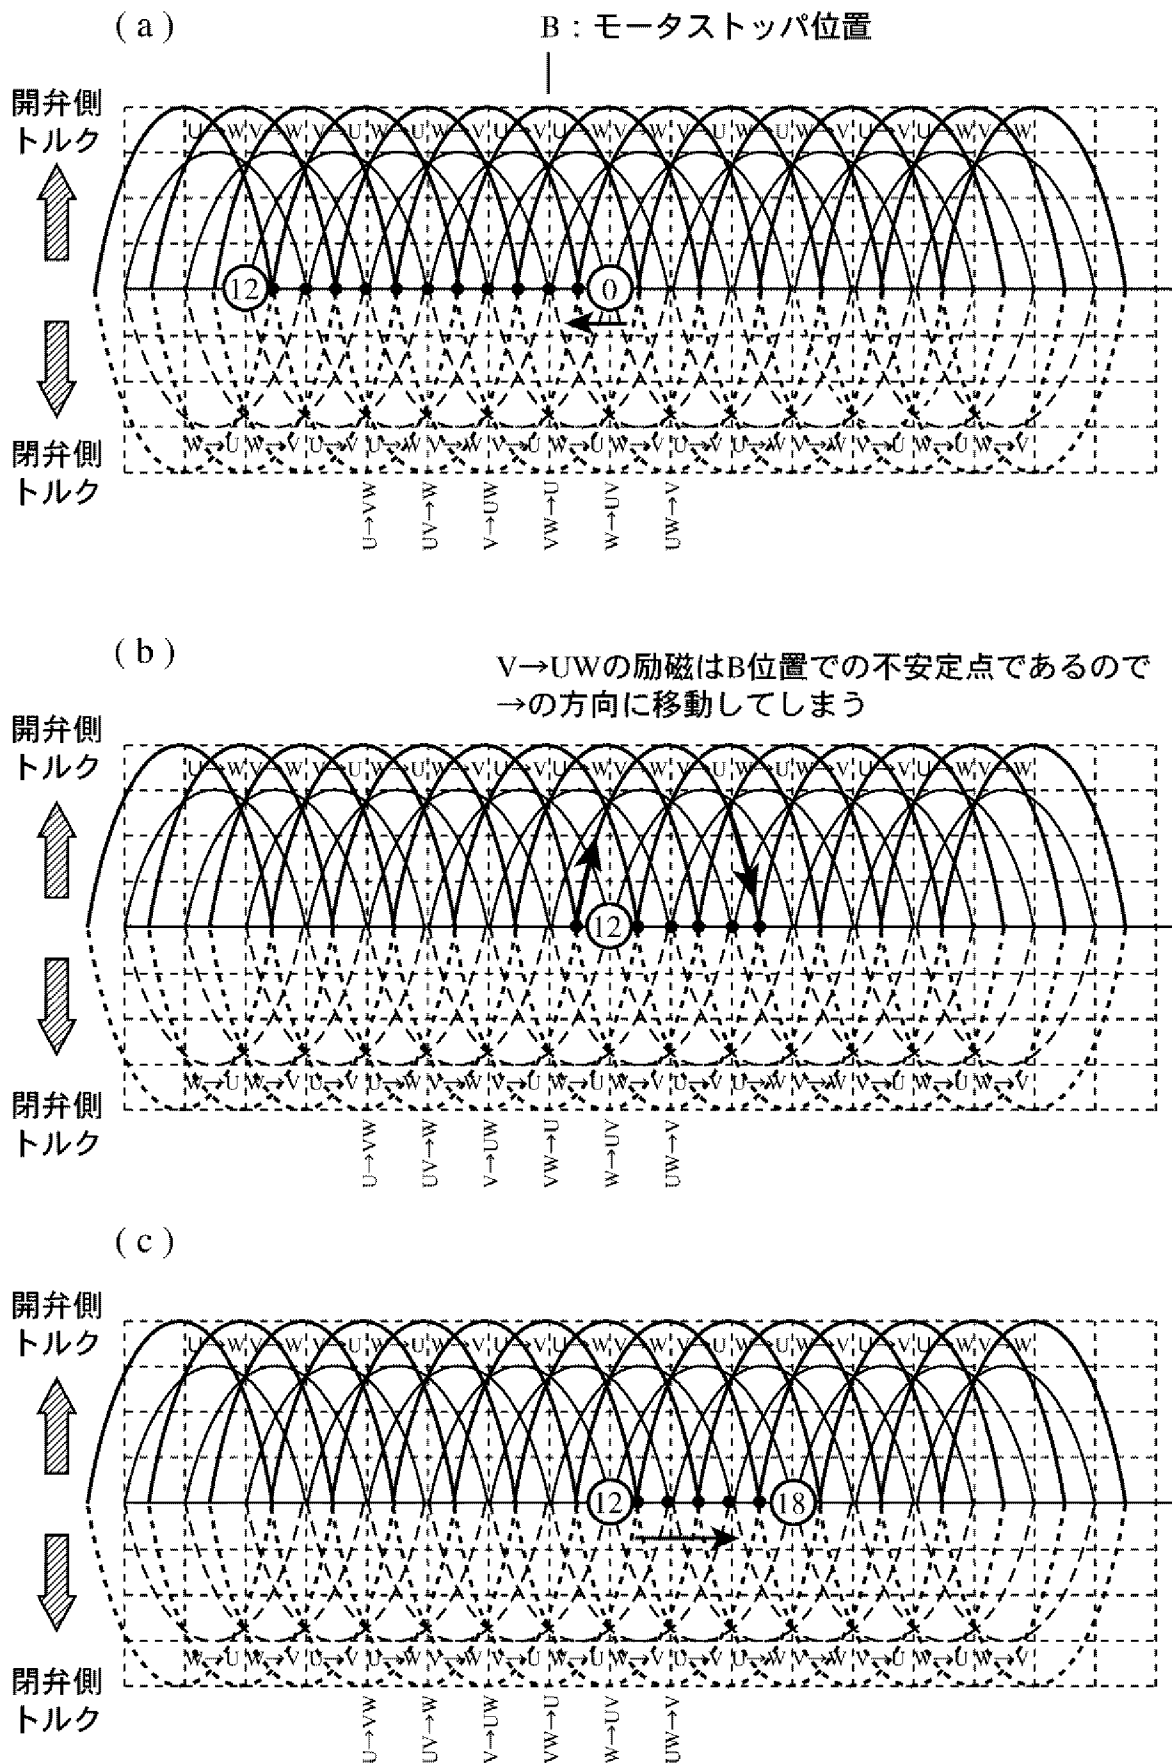 (a)
B:モータストッパ位置
開弁側
トルク
U→W V→W V→U W→U W→V U→V U→W V→W V→U W→U W→V U→V U→W V→W
12
0
閉弁側
トルク
W→U W→V U→V U→W V→W V→U W→U W→V U→V U→W V→W V→U W→U W→V
U→VW UV→W V→UW VW→U W→UV UW→V
(b)
V→UWの励磁はB位置での不安定点であるので
→の方向に移動してしまう
開弁側
トルク
U→W V→W V→U W→U W→V U→V U→W V→W V→U W→U W→V U→V U→W V→W
12
閉弁側
トルク
W→U W→V U→V U→W V→W V→U W→U W→V U→V U→W V→W V→U W→U W→V
U→VW UV→W V→UW VW→U W→UV UW→V
(c)
開弁側
トルク
U→W V→W V→U W→U W→V U→V U→W V→W V→U W→U W→V U→V U→W V→W
12
18
閉弁側
トルク
W→U W→V U→V U→W V→W V→U W→U W→V U→V U→W V→W V→U W→U W→V
U→VW UV→W V→UW VW→U W→UV UW→V